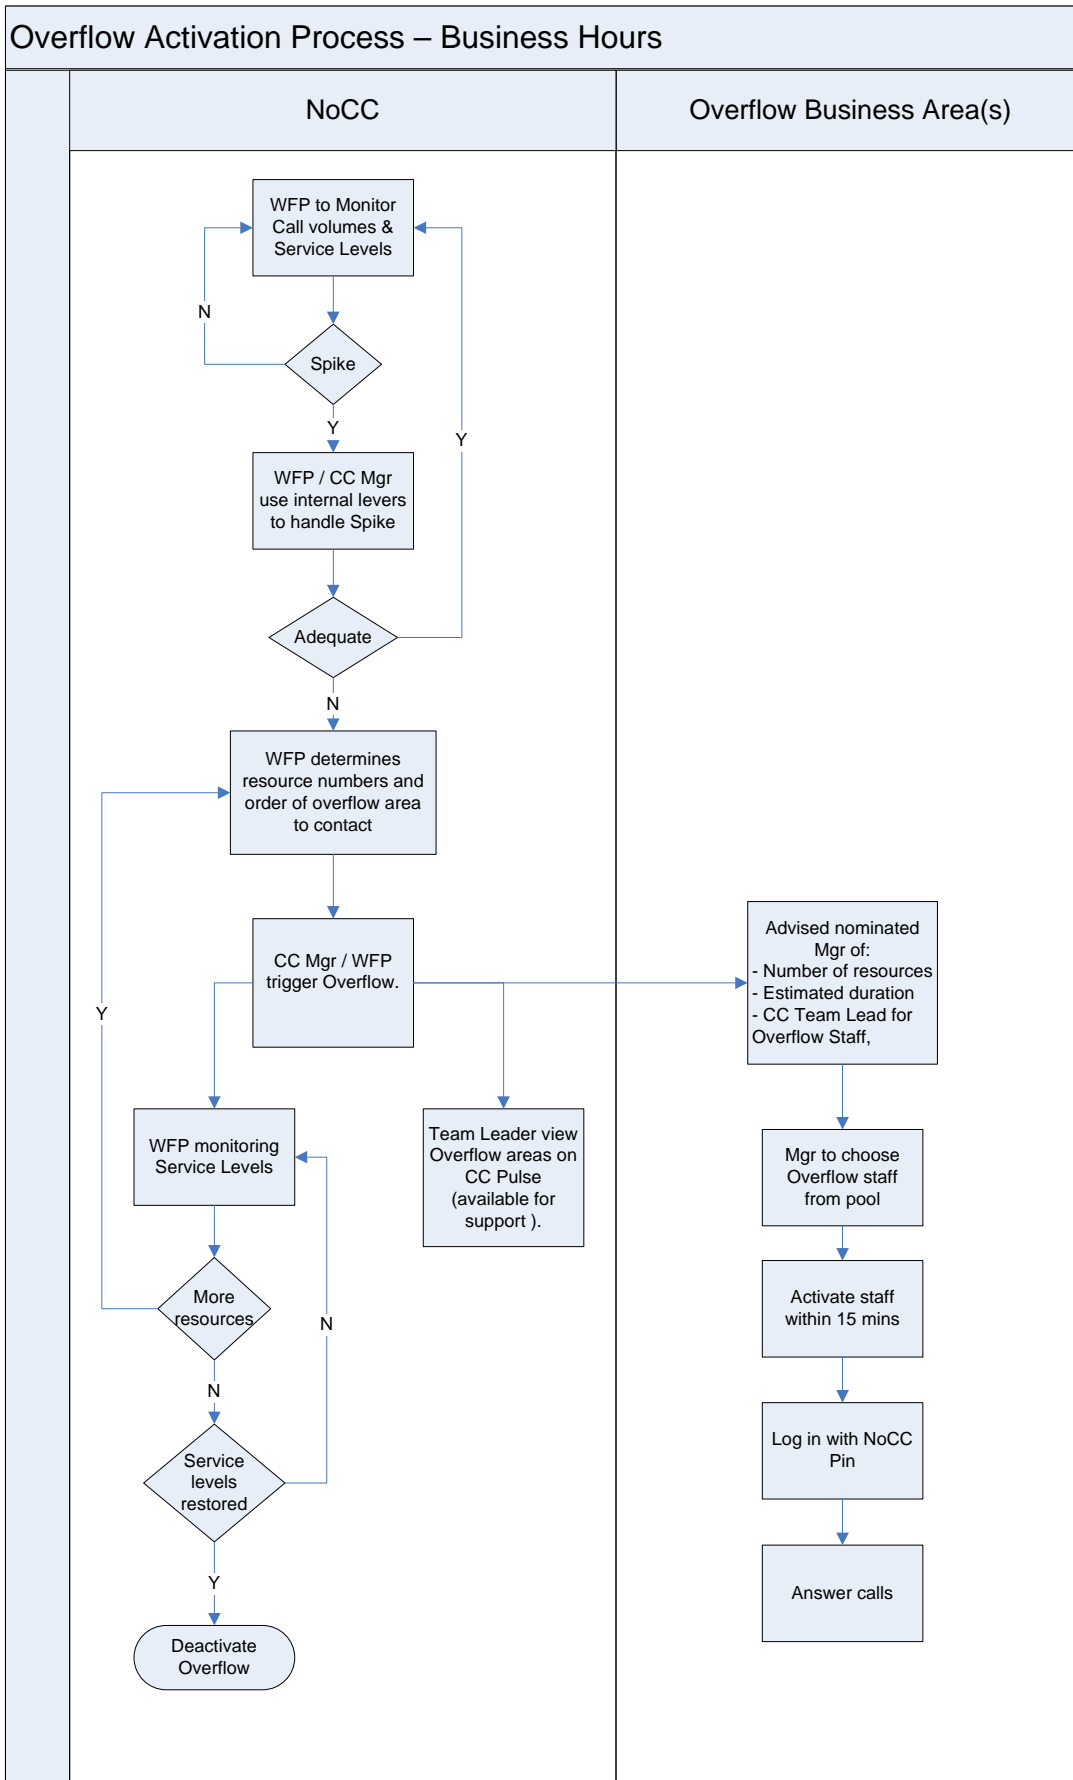 Overflow Activation Process – Business Hours
NoCC
Overflow Business Area(s)
WFP to Monitor
Call volumes &
Service Levels
N
Spike
Y
Y
WFP / CC Mgr
use internal levers
to handle Spike
Adequate
N
WFP determines
resource numbers and
order of overflow area
to contact
CC Mgr / WFP
trigger Overflow.
Y
Advised nominated
Mgr of:
- Number of resources
- Estimated duration
- CC Team Lead for
Overflow Staff,
WFP monitoring
Service Levels
Team Leader view
Overflow areas on
CC Pulse
(available for
support ).
Mgr to choose
Overflow staff
from pool
More
resources
N
Activate staff
within 15 mins
N
Service
levels
restored
Log in with NoCC
Pin
Y
Answer calls
Deactivate
Overflow